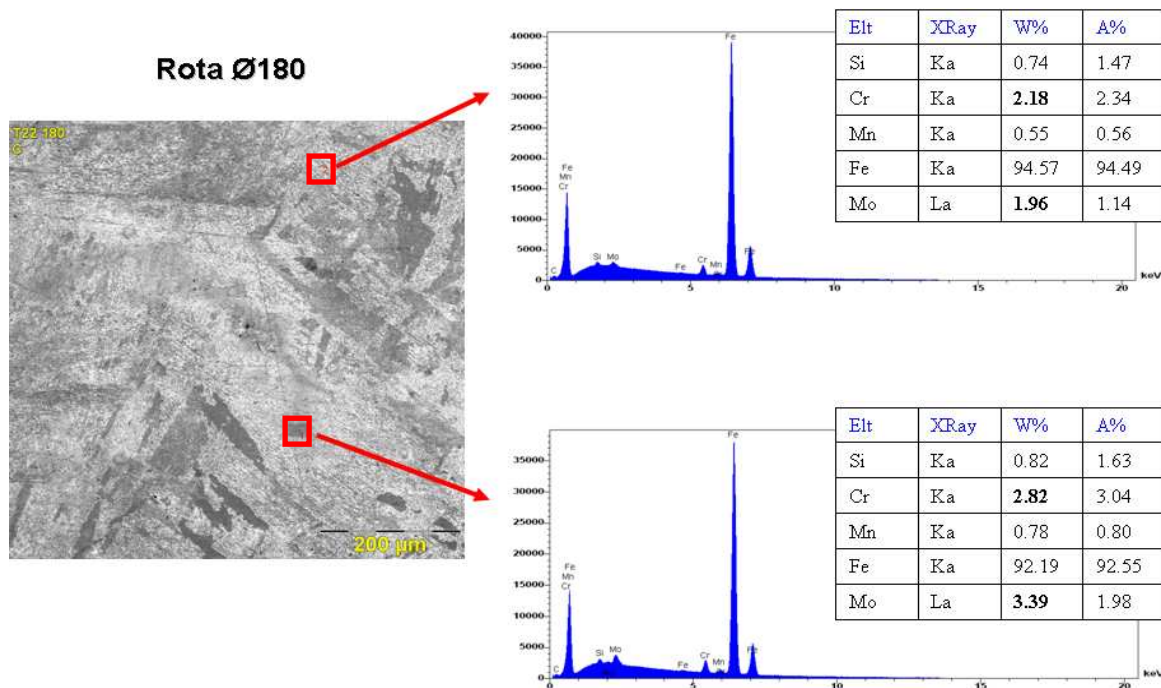 Rota Ø180
T22 180
G
200 µm
40000
35000
30000
25000
20000
15000
10000
5000
0
Fe
Fe
Mn
Cr
C
Si
Mo
Fe
Cr
Mn
Fe
0
5
10
15
20
keV
Elt XRay W% A%
Si Ka 0.74 1.47
Cr Ka 2.18 2.34
Mn Ka 0.55 0.56
Fe Ka 94.57 94.49
Mo La 1.96 1.14
35000
30000
25000
20000
15000
10000
5000
0
Fe
Fe
Mn
Cr
C
Si
Mo
Fe
Cr
Mn
Fe
0
5
10
15
20
keV
Elt XRay W% A%
Si Ka 0.82 1.63
Cr Ka 2.82 3.04
Mn Ka 0.78 0.80
Fe Ka 92.19 92.55
Mo La 3.39 1.98